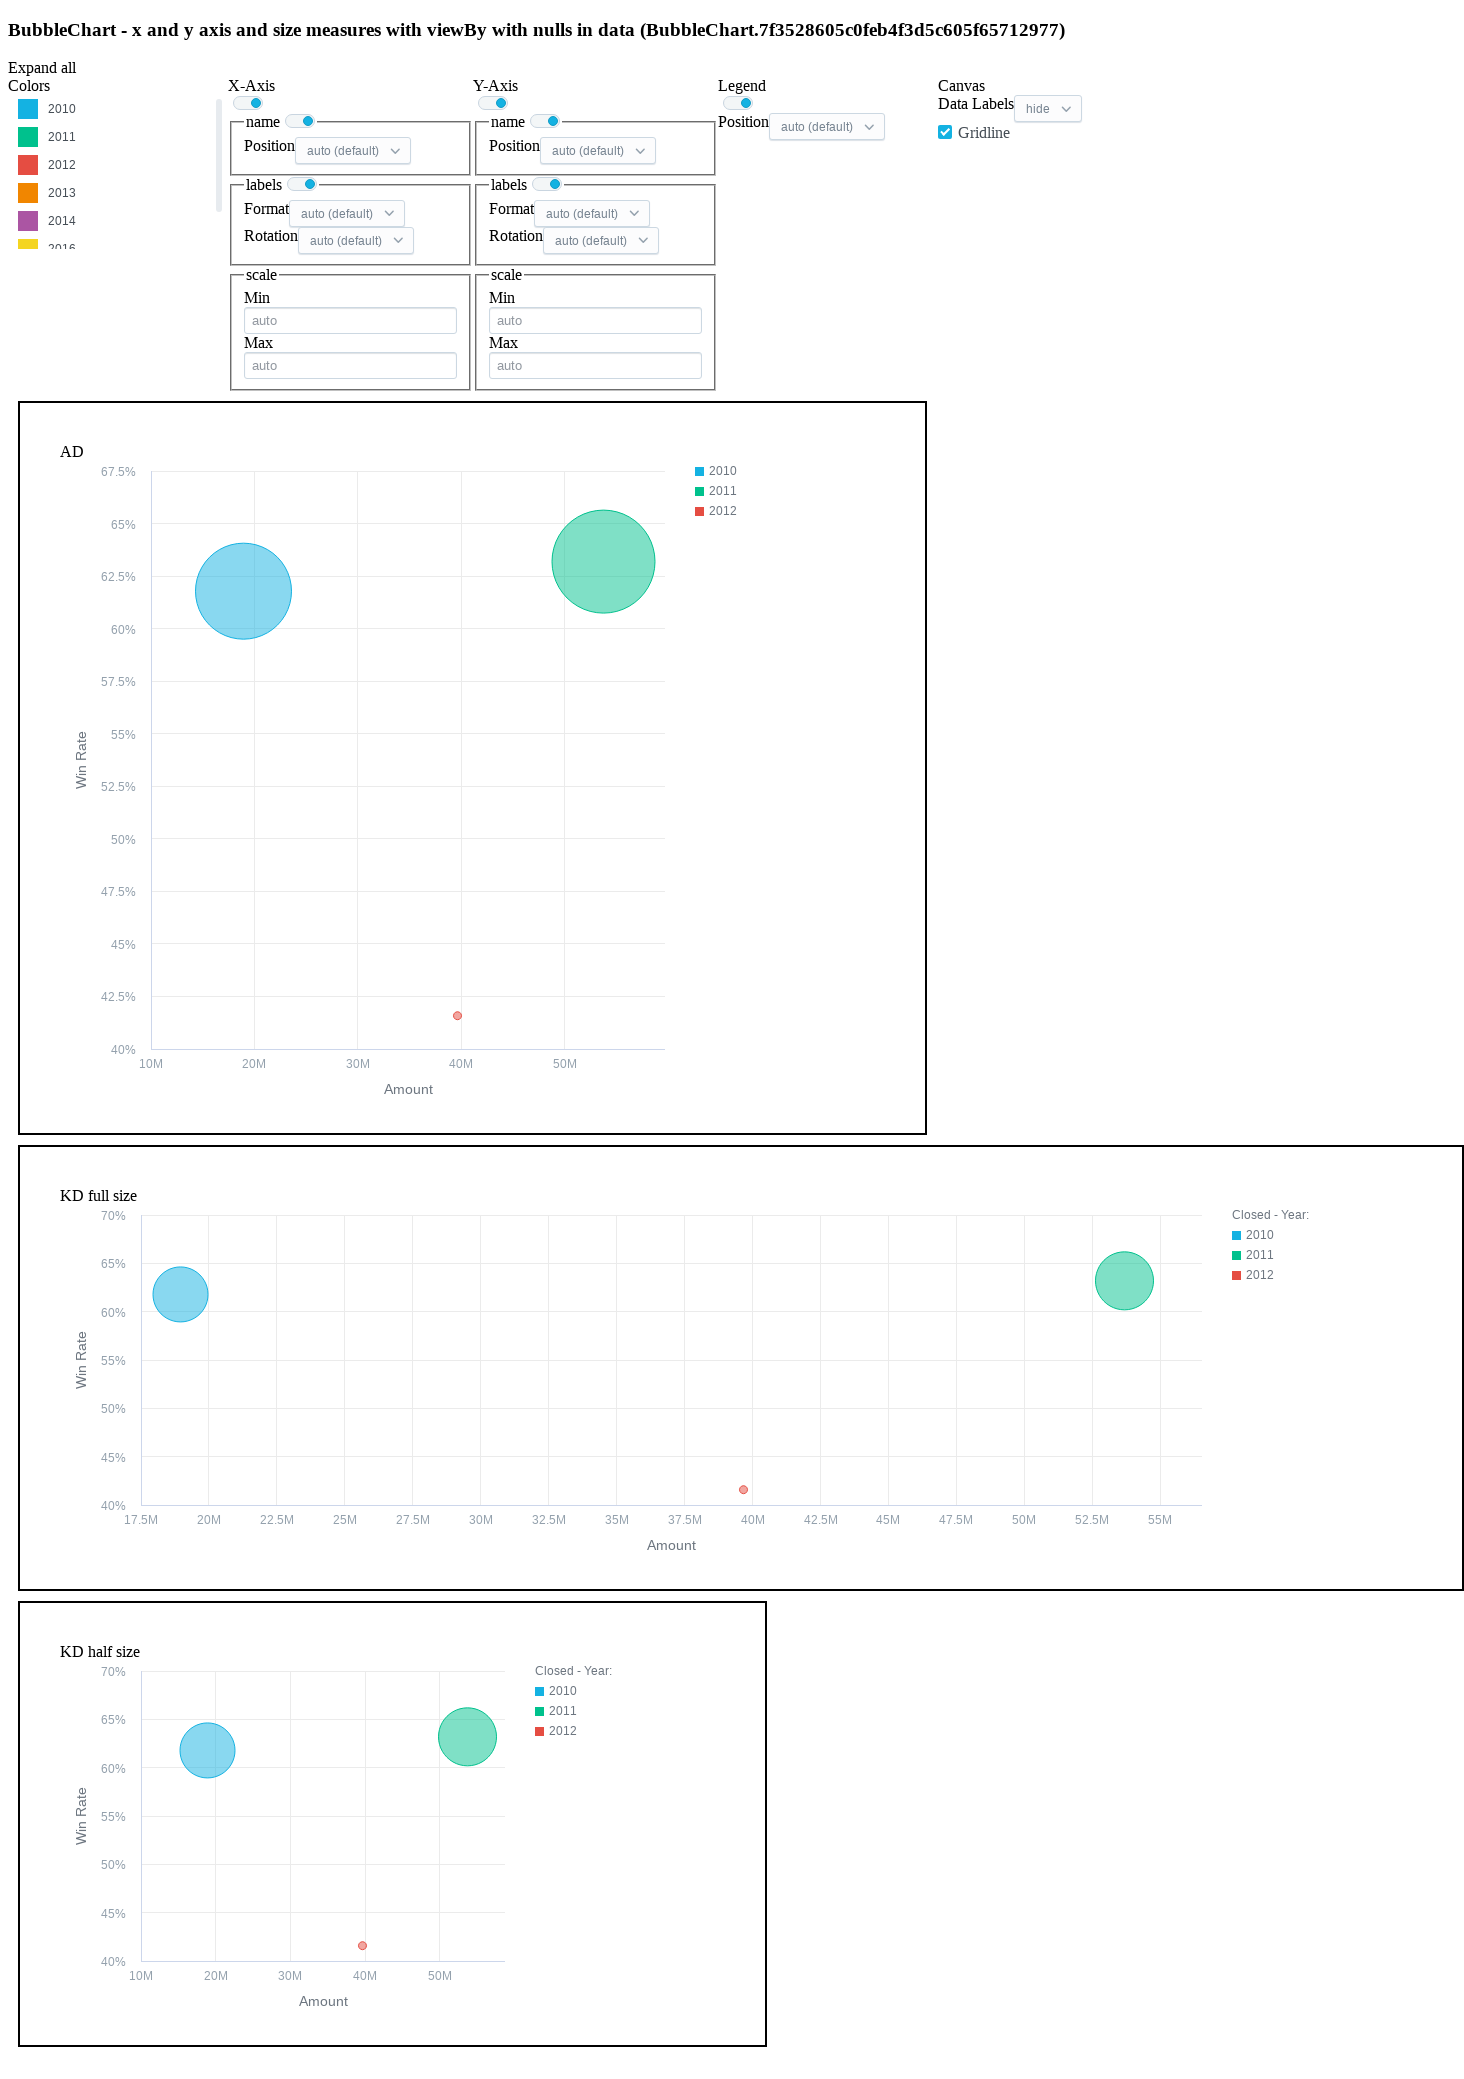 BubbleChart - x and y axis and size measures with viewBy with nulls in data (BubbleChart.7f3528605c0feb4f3d5c605f65712977)
Expand all
Colors
2010
2011
2012
2013
2014
2016
X-Axis
name
Position auto (default)
labels
Format auto (default)
Rotation auto (default)
scale
Min
auto
Max
auto
Y-Axis
name
Position auto (default)
labels
Format auto (default)
Rotation auto (default)
scale
Min
auto
Max
auto
Legend
Position auto (default)
Canvas
Data Labels hide
Gridline
AD
67.5%
65%
62.5%
60%
57.5%
55%
52.5%
50%
47.5%
45%
42.5%
40%
Win Rate
10M 20M 30M 40M 50M
Amount
2010
2011
2012
KD full size
70%
65%
60%
55%
50%
45%
40%
Win Rate
17.5M 20M 22.5M 25M 27.5M 30M 32.5M 35M 37.5M 40M 42.5M 45M 47.5M 50M 52.5M 55M
Amount
Closed - Year:
2010
2011
2012
KD half size
70%
65%
60%
55%
50%
45%
40%
Win Rate
10M 20M 30M 40M 50M
Amount
Closed - Year:
2010
2011
2012